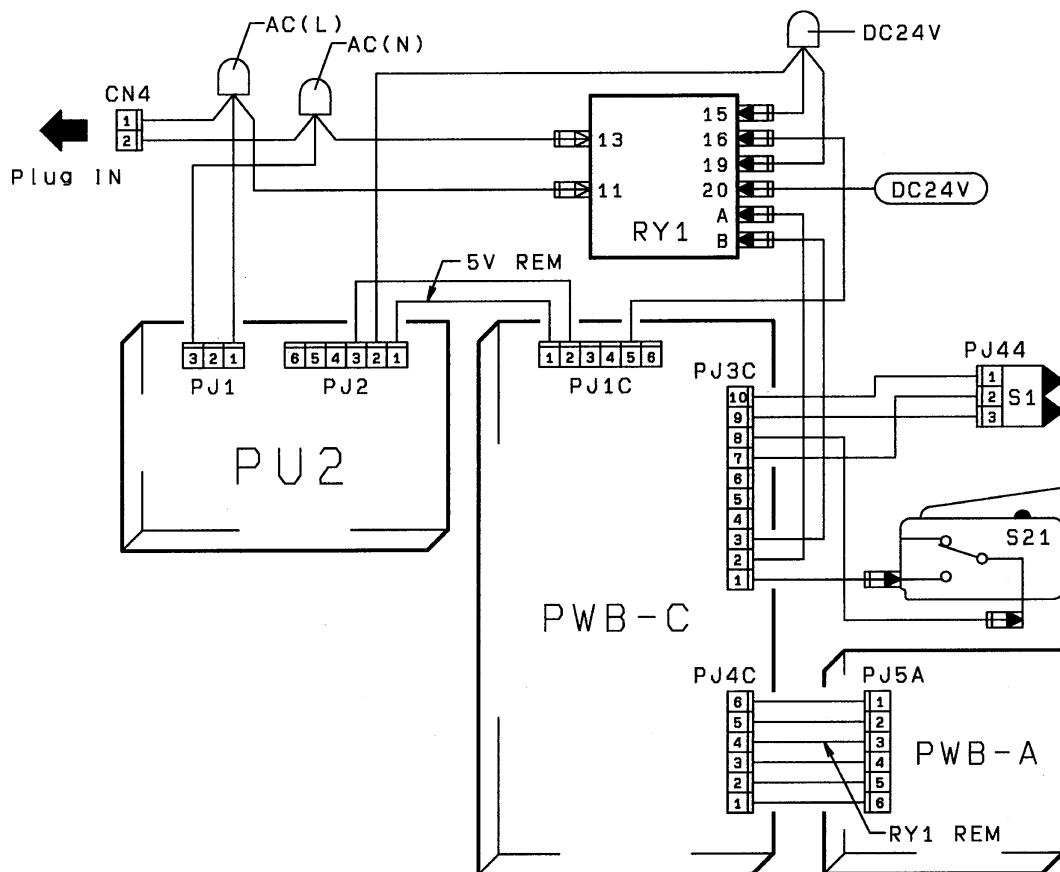 AC(L)
AC(N)
DC24V
CN4
1
2
Plug IN
13
11
15
16
19
20
A
B
RY1
DC24V
5V REM
3 2 1
PJ1
6 5 4 3 2 1
PJ2
1 2 3 4 5 6
PJ1C
PU2
PJ3C
10
9
8
7
6
5
4
3
2
1
PJ44
1
2
3
S1
S21
PWB-C
PJ4C
6
5
4
3
2
1
PJ5A
1
2
3
4
5
6
PWB-A
RY1 REM